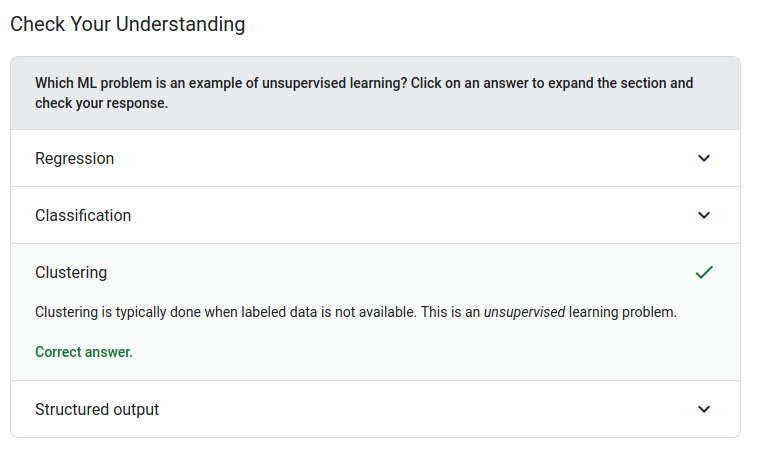 Check Your Understanding
Which ML problem is an example of unsupervised learning? Click on an answer to expand the section and
check your response.
Regression
Classification
Clustering
Clustering is typically done when labeled data is not available. This is an unsupervised learning problem.
Correct answer.
Structured output